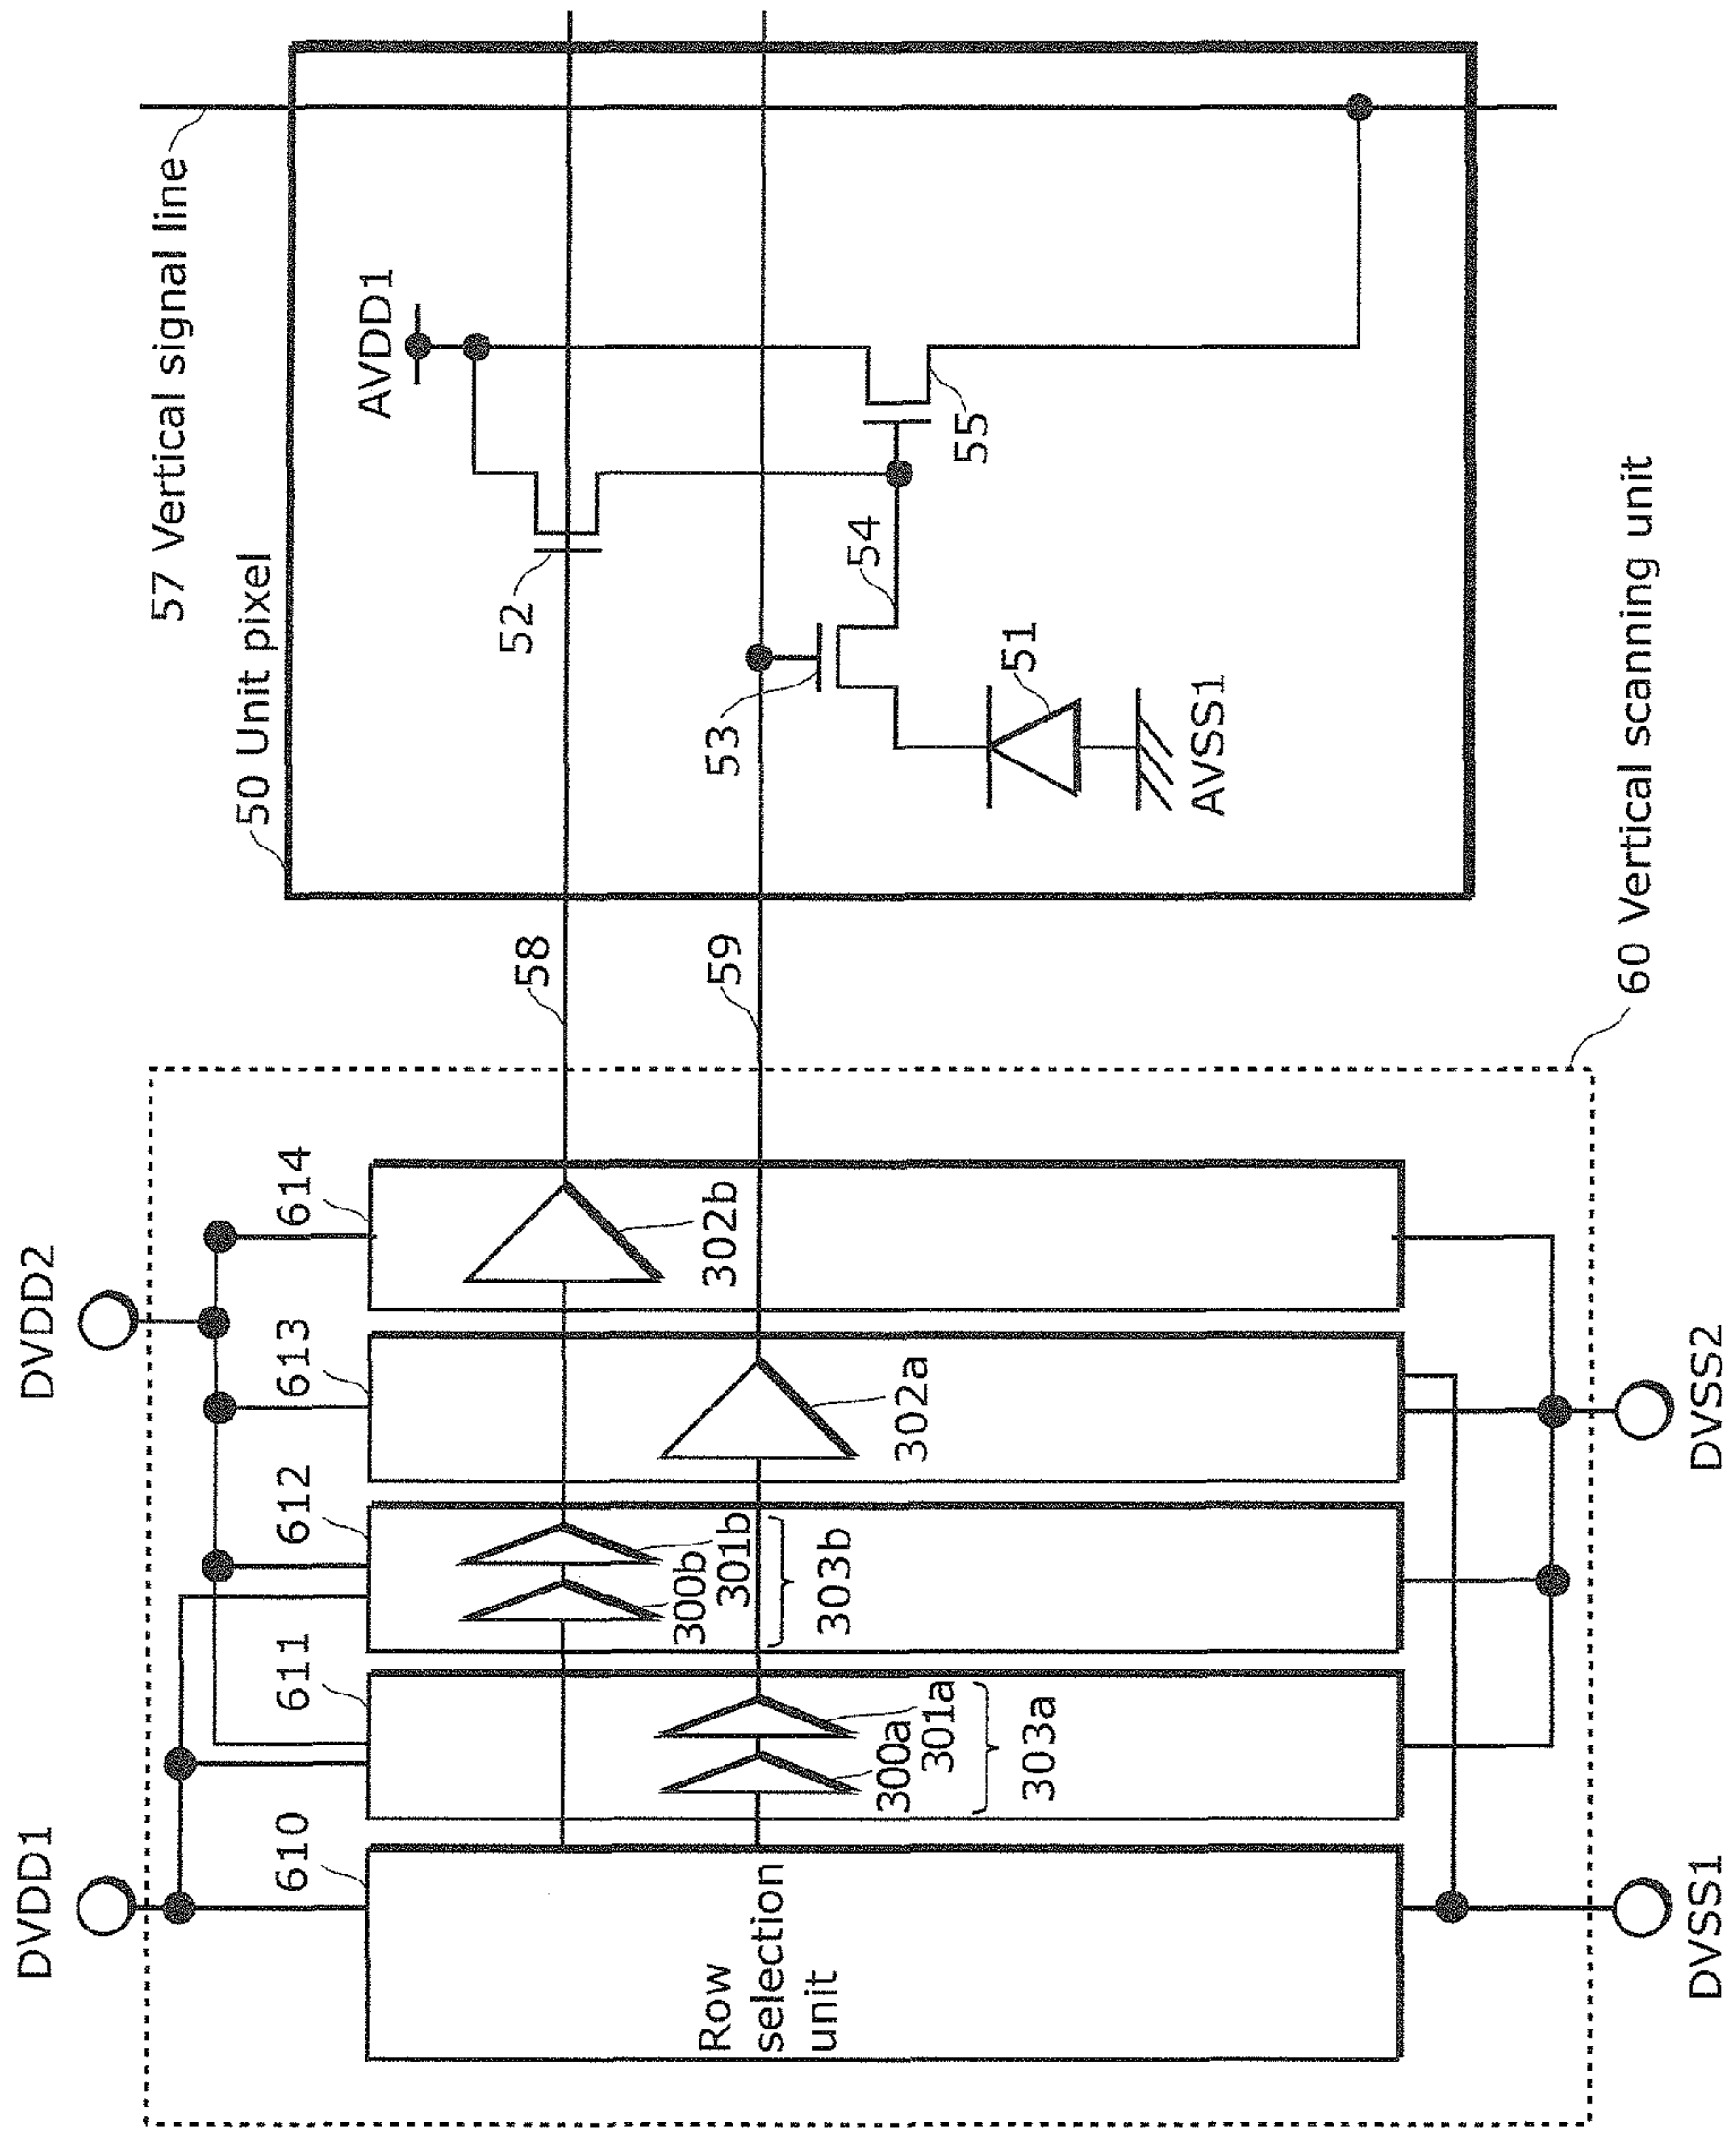 57 Vertical signal line
50 Unit pixel
AVDD1
52
53
54
55
51
AVSS1
58
59
60 Vertical scanning unit
DVDD1
DVDD2
610
611
612
613
614
Row
selection
unit
300a
301a
303a
300b
301b
303b
302a
302b
DVSS1
DVSS2